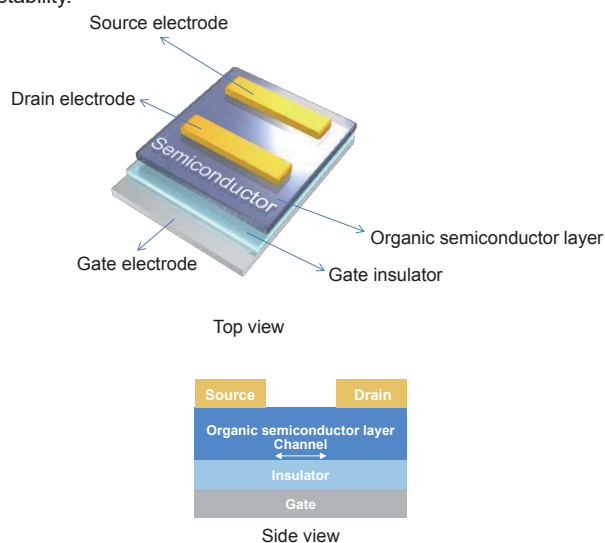 stability.
Source electrode
Drain electrode
Semiconductor
Organic semiconductor layer
Gate electrode
Gate insulator
Top view
Source
Drain
Organic semiconductor layer
Channel
Insulator
Gate
Side view